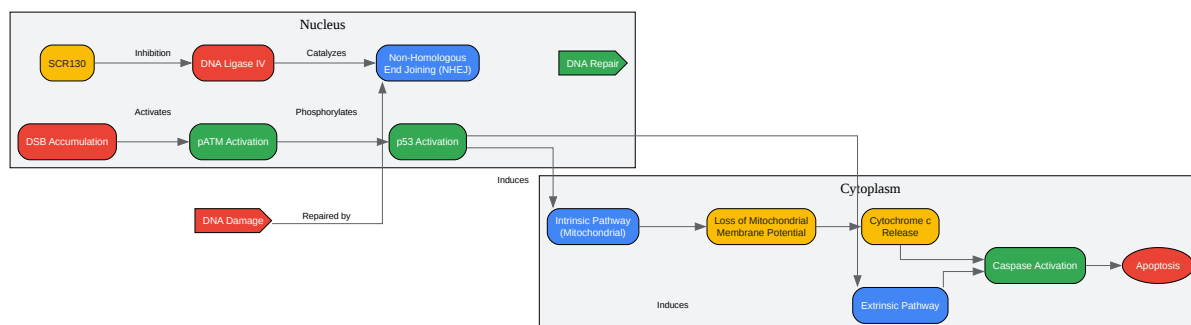 Nucleus
SCR130
Inhibition
DNA Ligase IV
Catalyzes
Non-Homologous
End Joining (NHEJ)
DNA Repair
DSB Accumulation
Activates
pATM Activation
Phosphorylates
p53 Activation
Induces
DNA Damage
Repaired by
Cytoplasm
Intrinsic Pathway
(Mitochondrial)
Loss of Mitochondrial
Membrane Potential
Cytochrome c
Release
Caspase Activation
Apoptosis
Induces
Extrinsic Pathway